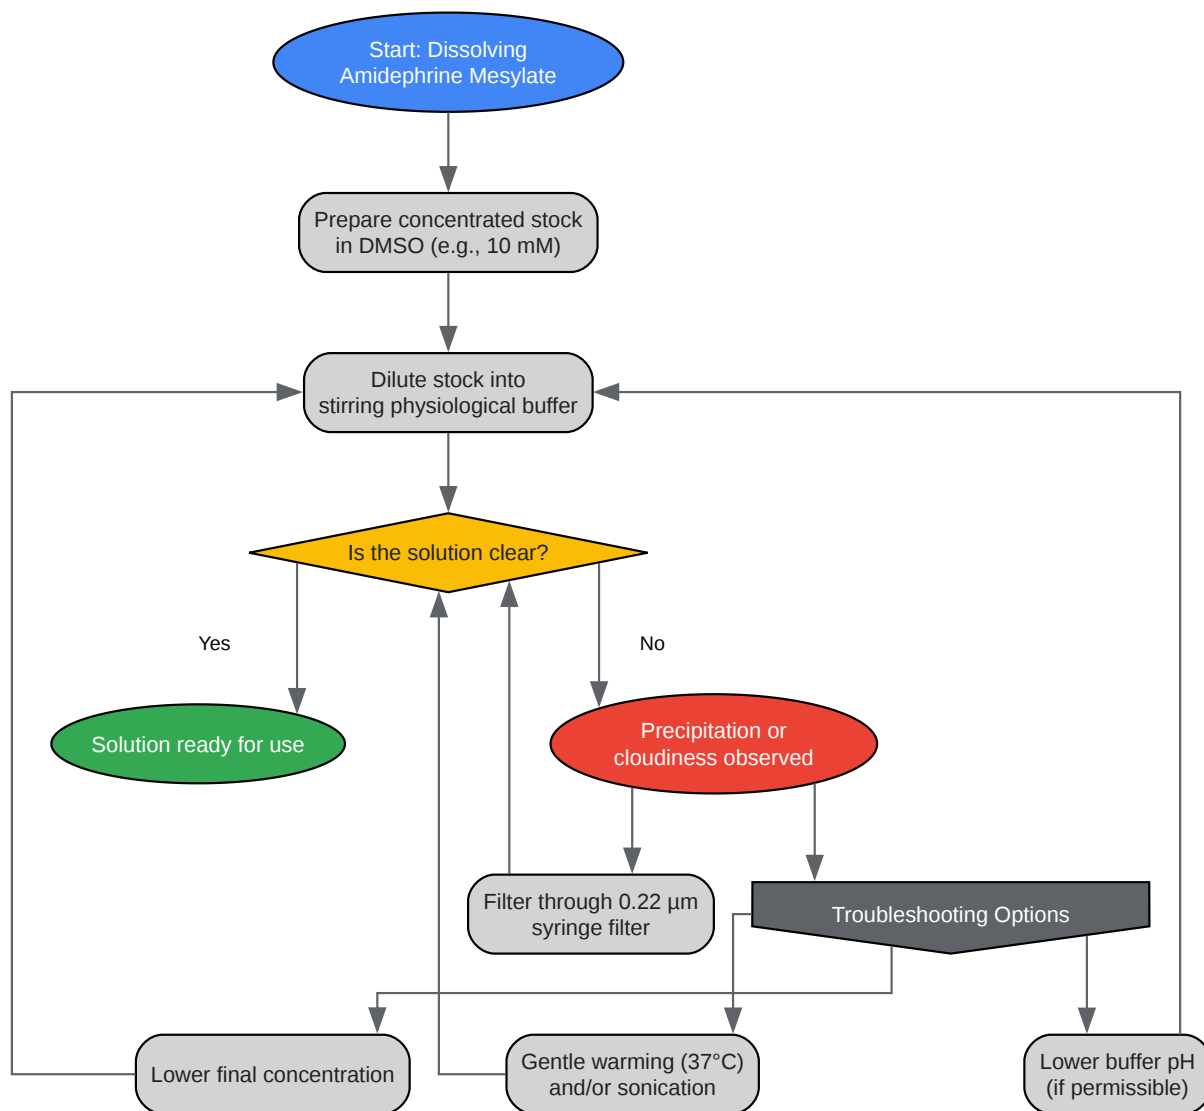 Start: Dissolving
Amidephrine Mesylate
Prepare concentrated stock
in DMSO (e.g., 10 mM)
Dilute stock into
stirring physiological buffer
Is the solution clear?
Yes
No
Solution ready for use
Precipitation or
cloudiness observed
Filter through 0.22 µm
syringe filter
Troubleshooting Options
Lower final concentration
Gentle warming (37°C)
and/or sonication
Lower buffer pH
(if permissible)